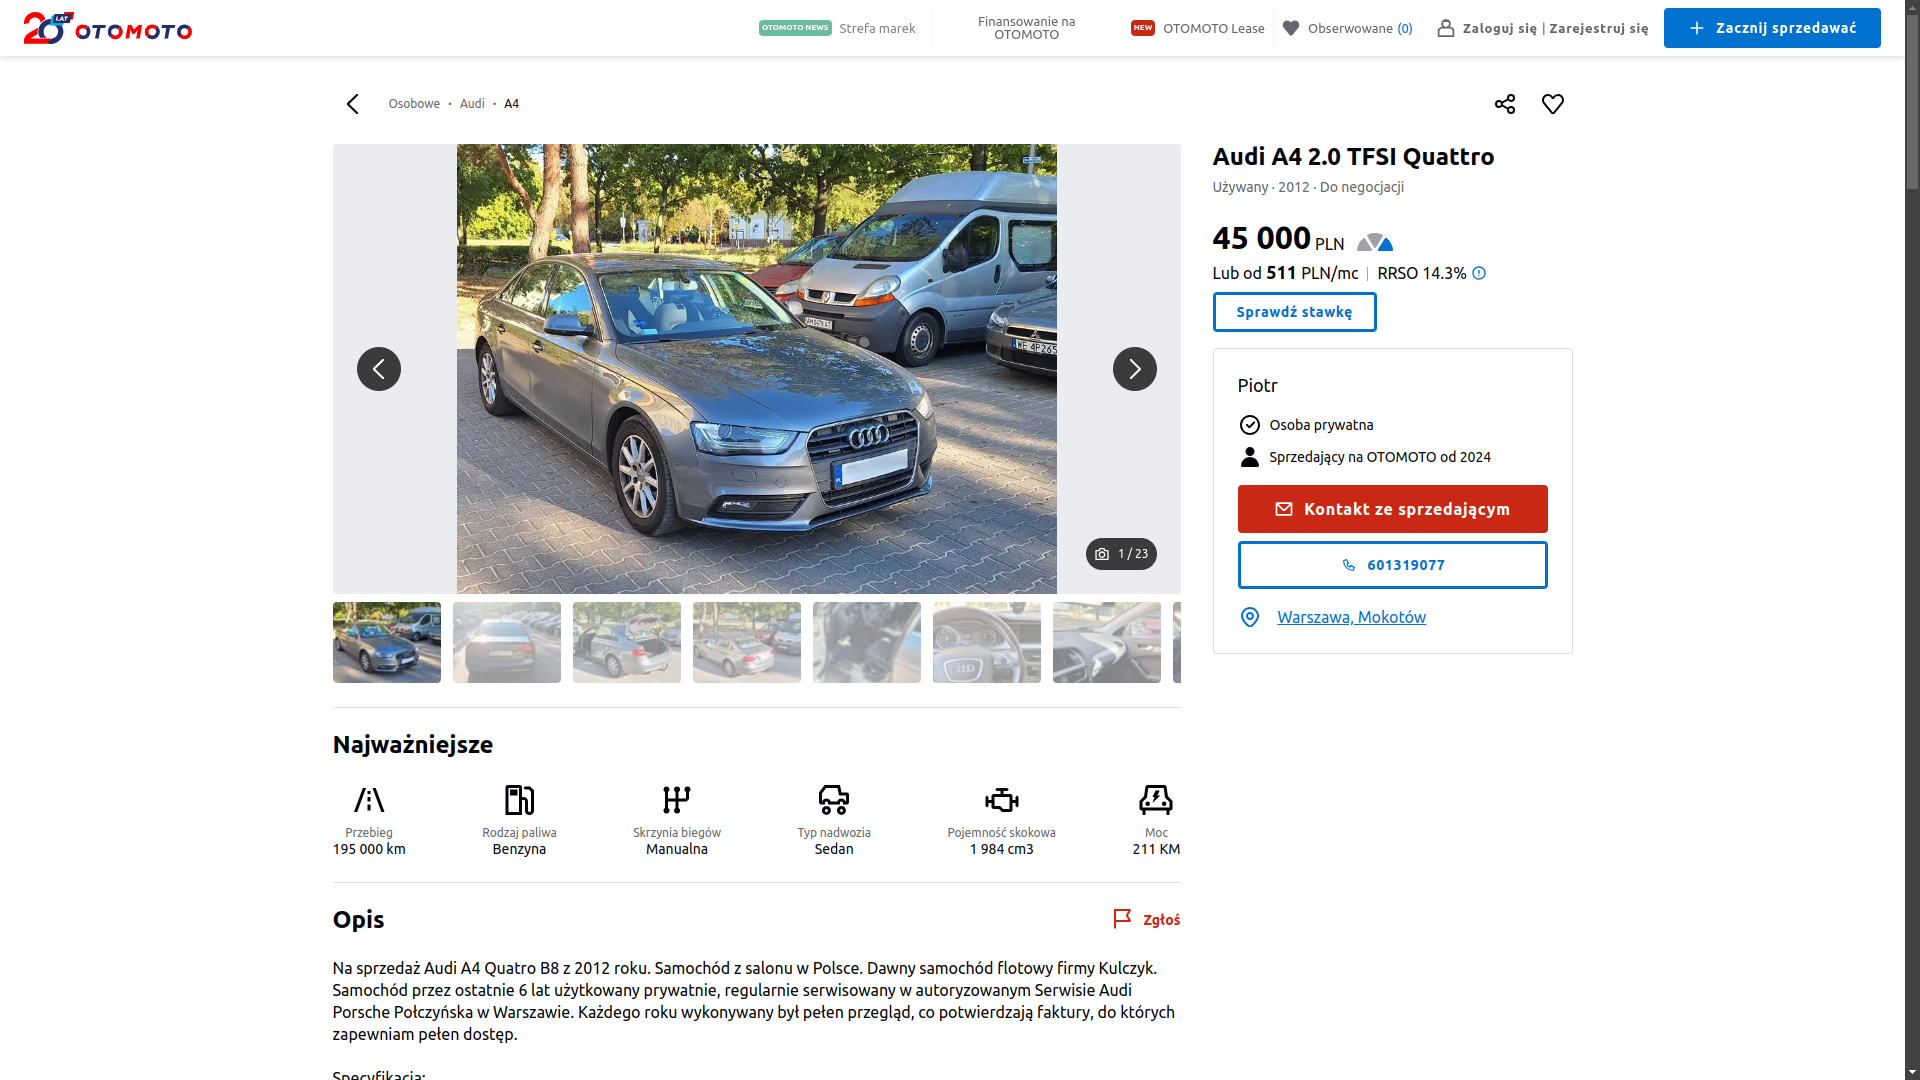 20 LAT OTOMOTO
OTOMOTO NEWS Strefa marek
Finansowanie na
OTOMOTO
NEW OTOMOTO Lease
Obserwowane (0)
Zaloguj się | Zarejestruj się
Zacznij sprzedawać
Osobowe • Audi • A4
1 / 23
Audi A4 2.0 TFSI Quattro
Używany · 2012 · Do negocjacji
45 000 PLN
Lub od 511 PLN/mc | RRSO 14.3%
Sprawdź stawkę
Piotr
Osoba prywatna
Sprzedający na OTOMOTO od 2024
Kontakt ze sprzedającym
601319077
Warszawa, Mokotów
Najważniejsze
Przebieg
195 000 km
Rodzaj paliwa
Benzyna
Skrzynia biegów
Manualna
Typ nadwozia
Sedan
Pojemność skokowa
1 984 cm3
Moc
211 KM
Opis
Zgłoś
Na sprzedaż Audi A4 Quatro B8 z 2012 roku. Samochód z salonu w Polsce. Dawny samochód flotowy firmy Kulczyk.
Samochód przez ostatnie 6 lat użytkowany prywatnie, regularnie serwisowany w autoryzowanym Serwisie Audi
Porsche Połczyńska w Warszawie. Każdego roku wykonywany był pełen przegląd, co potwierdzają faktury, do których
zapewniam pełen dostęp.
Specyfikacja: